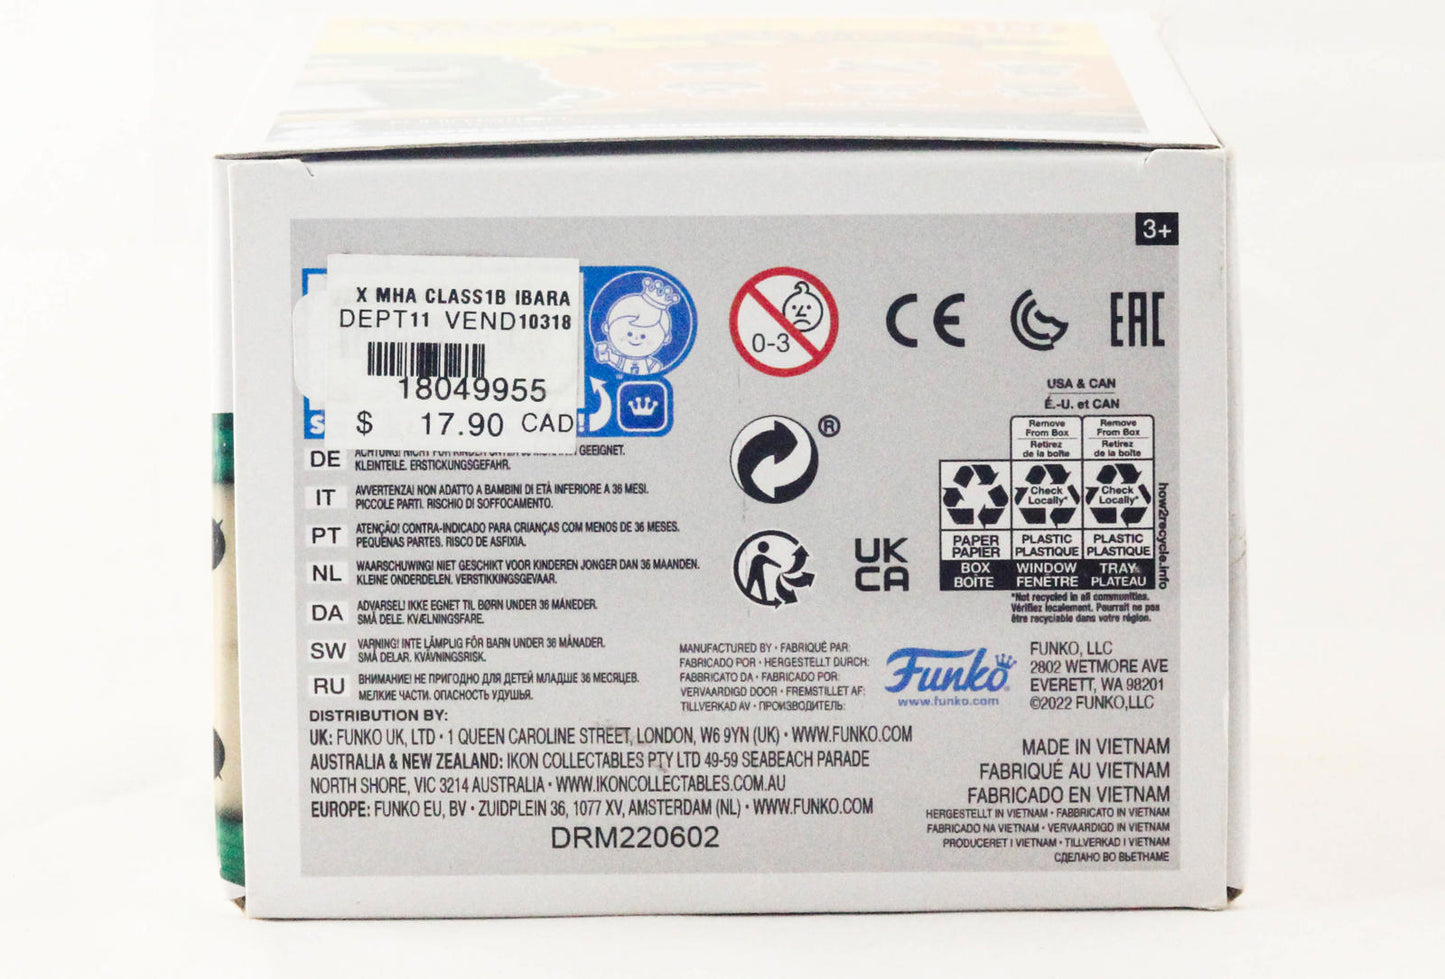 3+
X MHA CLASS1B IBARA
DEPT11 VEND10318
18049955
$ 17.90 CAD
0-3
CE
EAC
USA & CAN
É.-U. et CAN
Remove From Box
Retirez de la boîte
Remove From Box
Retirez de la boîte
Check Locally*
Check Locally*
PAPER PAPIER
PLASTIC PLASTIQUE
PLASTIC PLASTIQUE
BOX BOÎTE
WINDOW FENÊTRE
TRAY PLATEAU
how2recycle.info
*Not recycled in all communities.
Vérifiez localement. Pourrait ne pas
être recyclable dans votre région.
®
UK
CA
DE
GEEIGNET.
KLEINTEILE. ERSTICKUNGSGEFAHR.
IT AVVERTENZA! NON ADATTO A BAMBINI DI ETÀ INFERIORE A 36 MESI.
PICCOLE PARTI. RISCHIO DI SOFFOCAMENTO.
PT ATENÇÃO! CONTRA-INDICADO PARA CRIANÇAS COM MENOS DE 36 MESES.
PEQUENAS PARTES. RISCO DE ASFIXIA.
NL WAARSCHUWING! NIET GESCHIKT VOOR KINDEREN JONGER DAN 36 MAANDEN.
KLEINE ONDERDELEN. VERSTIKKINGSGEVAAR.
DA ADVARSEL! IKKE EGNET TIL BØRN UNDER 36 MÅNEDER.
SMÅ DELE. KVÆLNINGSFARE.
SW VARNING! INTE LÄMPLIG FÖR BARN UNDER 36 MÅNADER.
SMÅ DELAR. KVÄVNINGSRISK.
RU ВНИМАНИЕ! НЕ ПРИГОДНО ДЛЯ ДЕТЕЙ МЛАДШЕ 36 МЕСЯЦЕВ.
МЕЛКИЕ ЧАСТИ. ОПАСНОСТЬ УДУШЬЯ.
MANUFACTURED BY • FABRIQUÉ PAR:
FABRICADO POR • HERGESTELLT DURCH:
FABBRICATO DA • FABRICADO POR:
VERVAARDIGD DOOR • FREMSTILLET AF:
TILLVERKAD AV • ПРОИЗВОДИТЕЛЬ:
Funko
www.funko.com
FUNKO, LLC
2802 WETMORE AVE
EVERETT, WA 98201
©2022 FUNKO,LLC
DISTRIBUTION BY:
UK: FUNKO UK, LTD • 1 QUEEN CAROLINE STREET, LONDON, W6 9YN (UK) • WWW.FUNKO.COM
AUSTRALIA & NEW ZEALAND: IKON COLLECTABLES PTY LTD 49-59 SEABEACH PARADE
NORTH SHORE, VIC 3214 AUSTRALIA • WWW.IKONCOLLECTABLES.COM.AU
EUROPE: FUNKO EU, BV • ZUIDPLEIN 36, 1077 XV, AMSTERDAM (NL) • WWW.FUNKO.COM
DRM220602
MADE IN VIETNAM
FABRIQUÉ AU VIETNAM
FABRICADO EN VIETNAM
HERGESTELLT IN VIETNAM • FABBRICATO IN VIETNAM
FABRICADO NA VIETNAM • VERVAARDIGD IN VIETNAM
PRODUCERET I VIETNAM • TILLVERKAD I VIETNAM
СДЕЛАНО ВО ВЬЕТНАМЕ